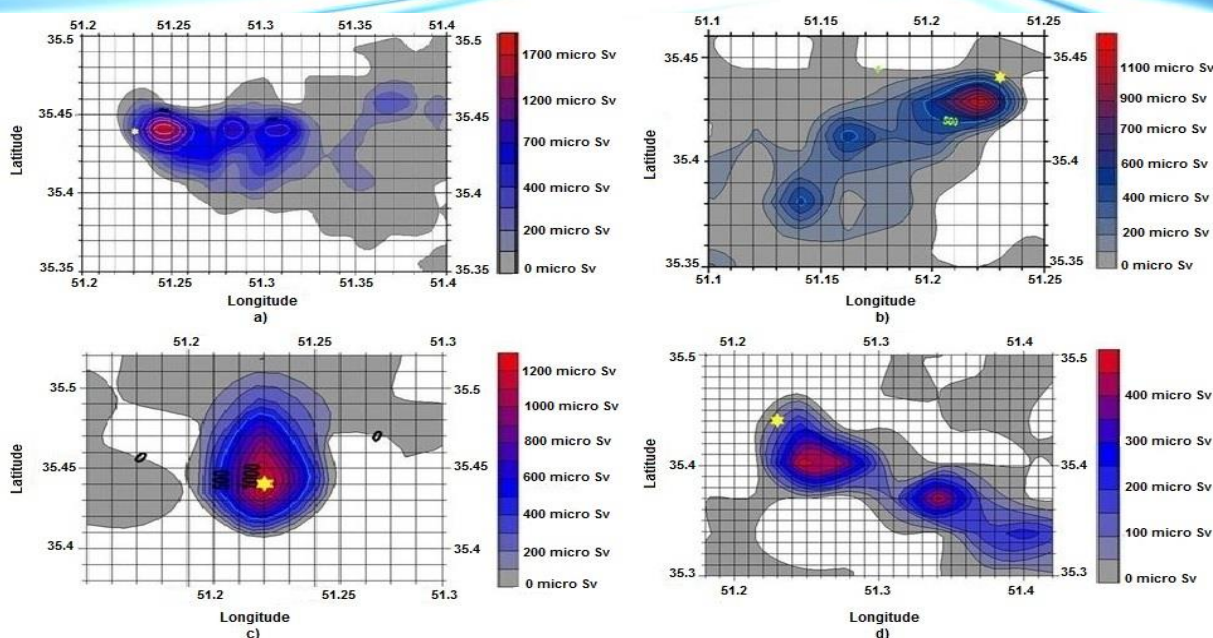 51.2 51.25 51.3 51.35 51.4
35.5 35.5
35.45 35.45
35.4 35.4
35.35 35.35
51.2 51.25 51.3 51.35 51.4
Latitude
Longitude
a)
1700 micro Sv
1200 micro Sv
700 micro Sv
400 micro Sv
200 micro Sv
0 micro Sv
51.1 51.15 51.2 51.25
35.45 35.45
35.4 35.4
35.35 35.35
51.1 51.15 51.2 51.25
Latitude
Longitude
b)
1100 micro Sv
900 micro Sv
700 micro Sv
600 micro Sv
400 micro Sv
200 micro Sv
0 micro Sv
51.2 51.25 51.3
35.5 35.5
35.45 35.45
35.4 35.4
0 0
51.2 51.25 51.3
Latitude
Longitude
c)
1200 micro Sv
1000 micro Sv
800 micro Sv
600 micro Sv
400 micro Sv
200 micro Sv
0 micro Sv
51.2 51.3 51.4
35.5 35.5
35.4 35.4
35.3 35.3
51.2 51.3 51.4
Latitude
Longitude
d)
400 micro Sv
300 micro Sv
200 micro Sv
100 micro Sv
0 micro Sv